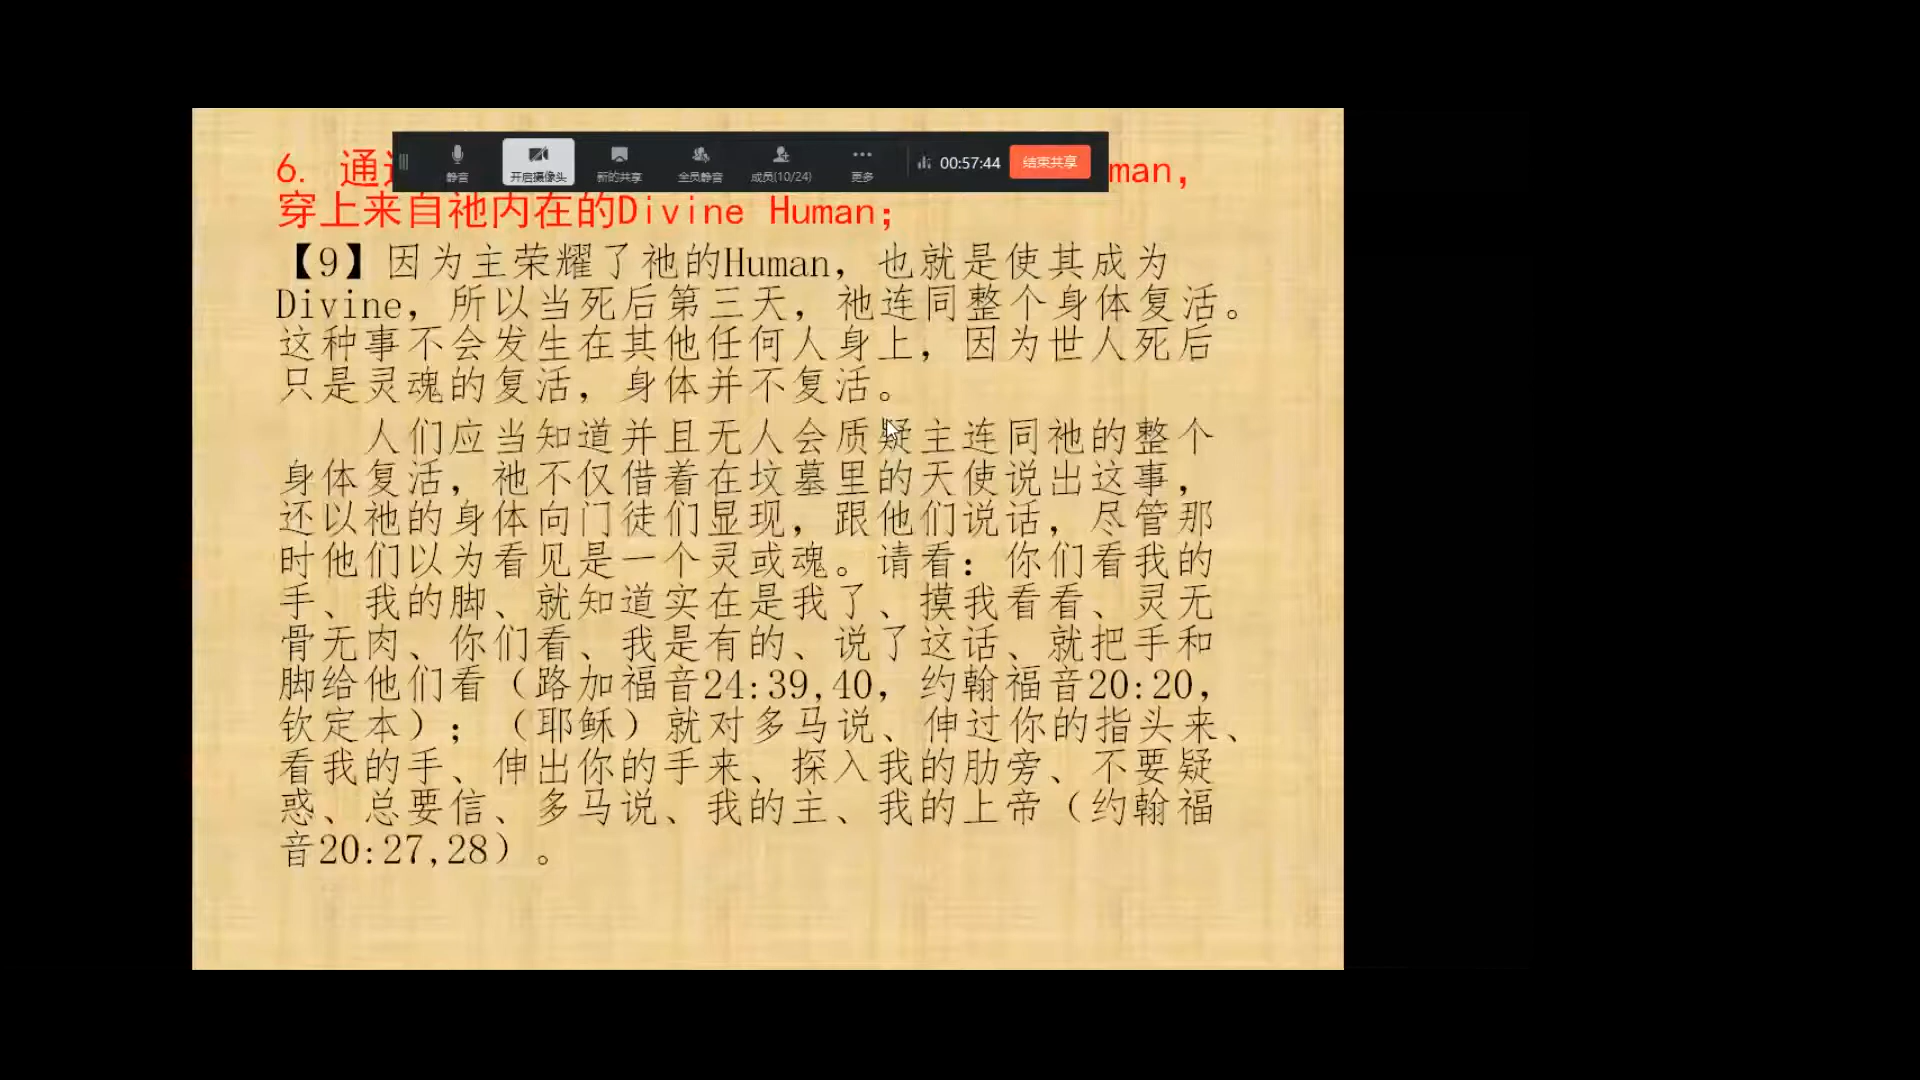 6. 通过 man，
静音 开启摄像头 新的共享 全员静音 成员(10/24) 更多 00:57:44 结束共享
穿上来自祂内在的Divine Human；
【9】因为主荣耀了祂的Human，也就是使其成为
Divine，所以当死后第三天，祂连同整个身体复活。
这种事不会发生在其他任何人身上，因为世人死后
只是灵魂的复活，身体并不复活。
人们应当知道并且无人会质疑主连同祂的整个
身体复活，祂不仅借着在坟墓里的天使说出这事，
还以祂的身体向门徒们显现，跟他们说话，尽管那
时他们以为看见是一个灵或魂。请看：你们看我的
手、我的脚、就知道实在是我了、摸我看看、灵无
骨无肉、你们看、我是有的、说了这话、就把手和
脚给他们看（路加福音24:39,40，约翰福音20:20，
钦定本）；（耶稣）就对多马说、伸过你的指头来、
看我的手、伸出你的手来、探入我的肋旁、不要疑
惑、总要信、多马说、我的主、我的上帝（约翰福
音20:27,28）。